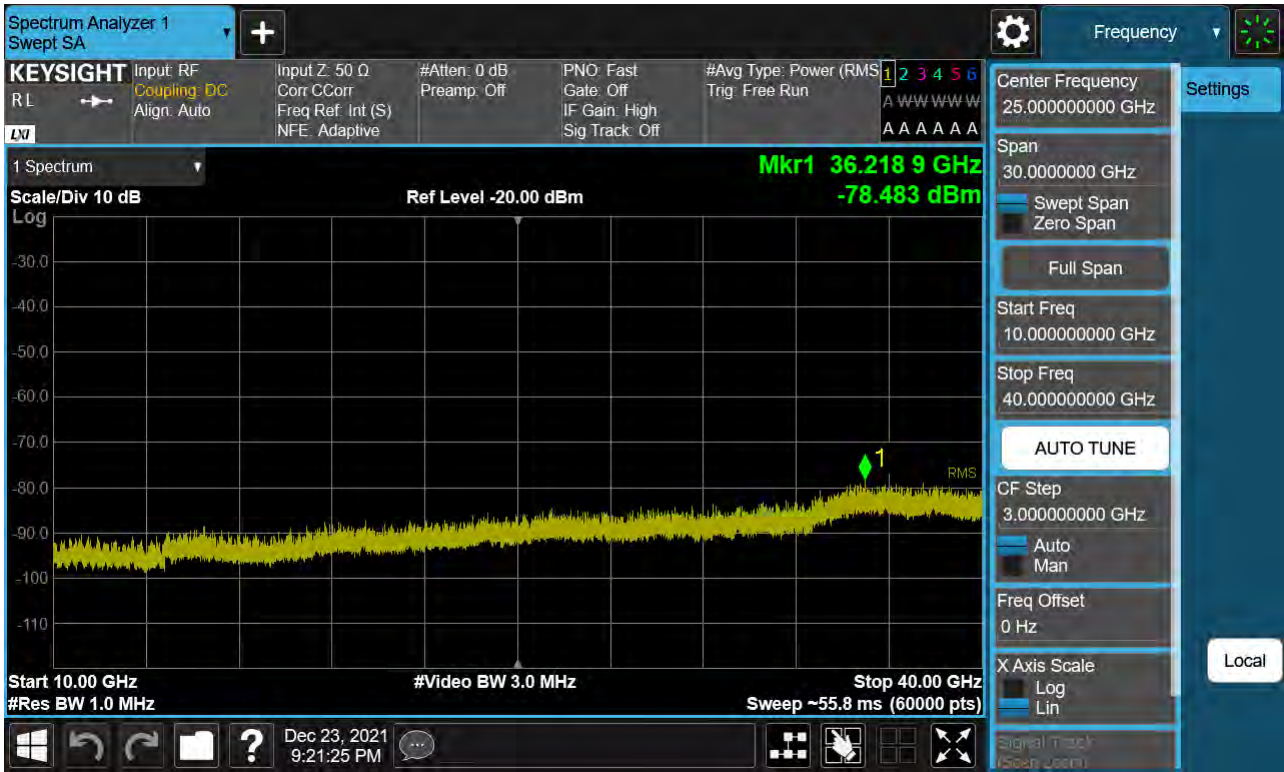 Spectrum Analyzer 1
Swept SA
Frequency
KEYSIGHT
RL
LXI
Input: RF
Coupling: DC
Align: Auto
Input Z: 50 Ω
Corr CCorr
Freq Ref: Int (S)
NFE: Adaptive
#Atten: 0 dB
Preamp: Off
PNO: Fast
Gate: Off
IF Gain: High
Sig Track: Off
#Avg Type: Power (RMS
Trig: Free Run
1 2 3 4 5 6
A W W W W W
A A A A A A
1 Spectrum
Scale/Div 10 dB
Ref Level -20.00 dBm
Mkr1 36.218 9 GHz
-78.483 dBm
Log
-30.0
-40.0
-50.0
-60.0
-70.0
-80.0
-90.0
-100
-110
1
RMS
Start 10.00 GHz
#Video BW 3.0 MHz
Stop 40.00 GHz
#Res BW 1.0 MHz
Sweep ~55.8 ms (60000 pts)
Center Frequency
25.000000000 GHz
Settings
Span
30.0000000 GHz
Swept Span
Zero Span
Full Span
Start Freq
10.000000000 GHz
Stop Freq
40.000000000 GHz
AUTO TUNE
CF Step
3.000000000 GHz
Auto
Man
Freq Offset
0 Hz
X Axis Scale
Log
Lin
Signal Track
(Span Zoom)
Local
?
Dec 23, 2021
9:21:25 PM